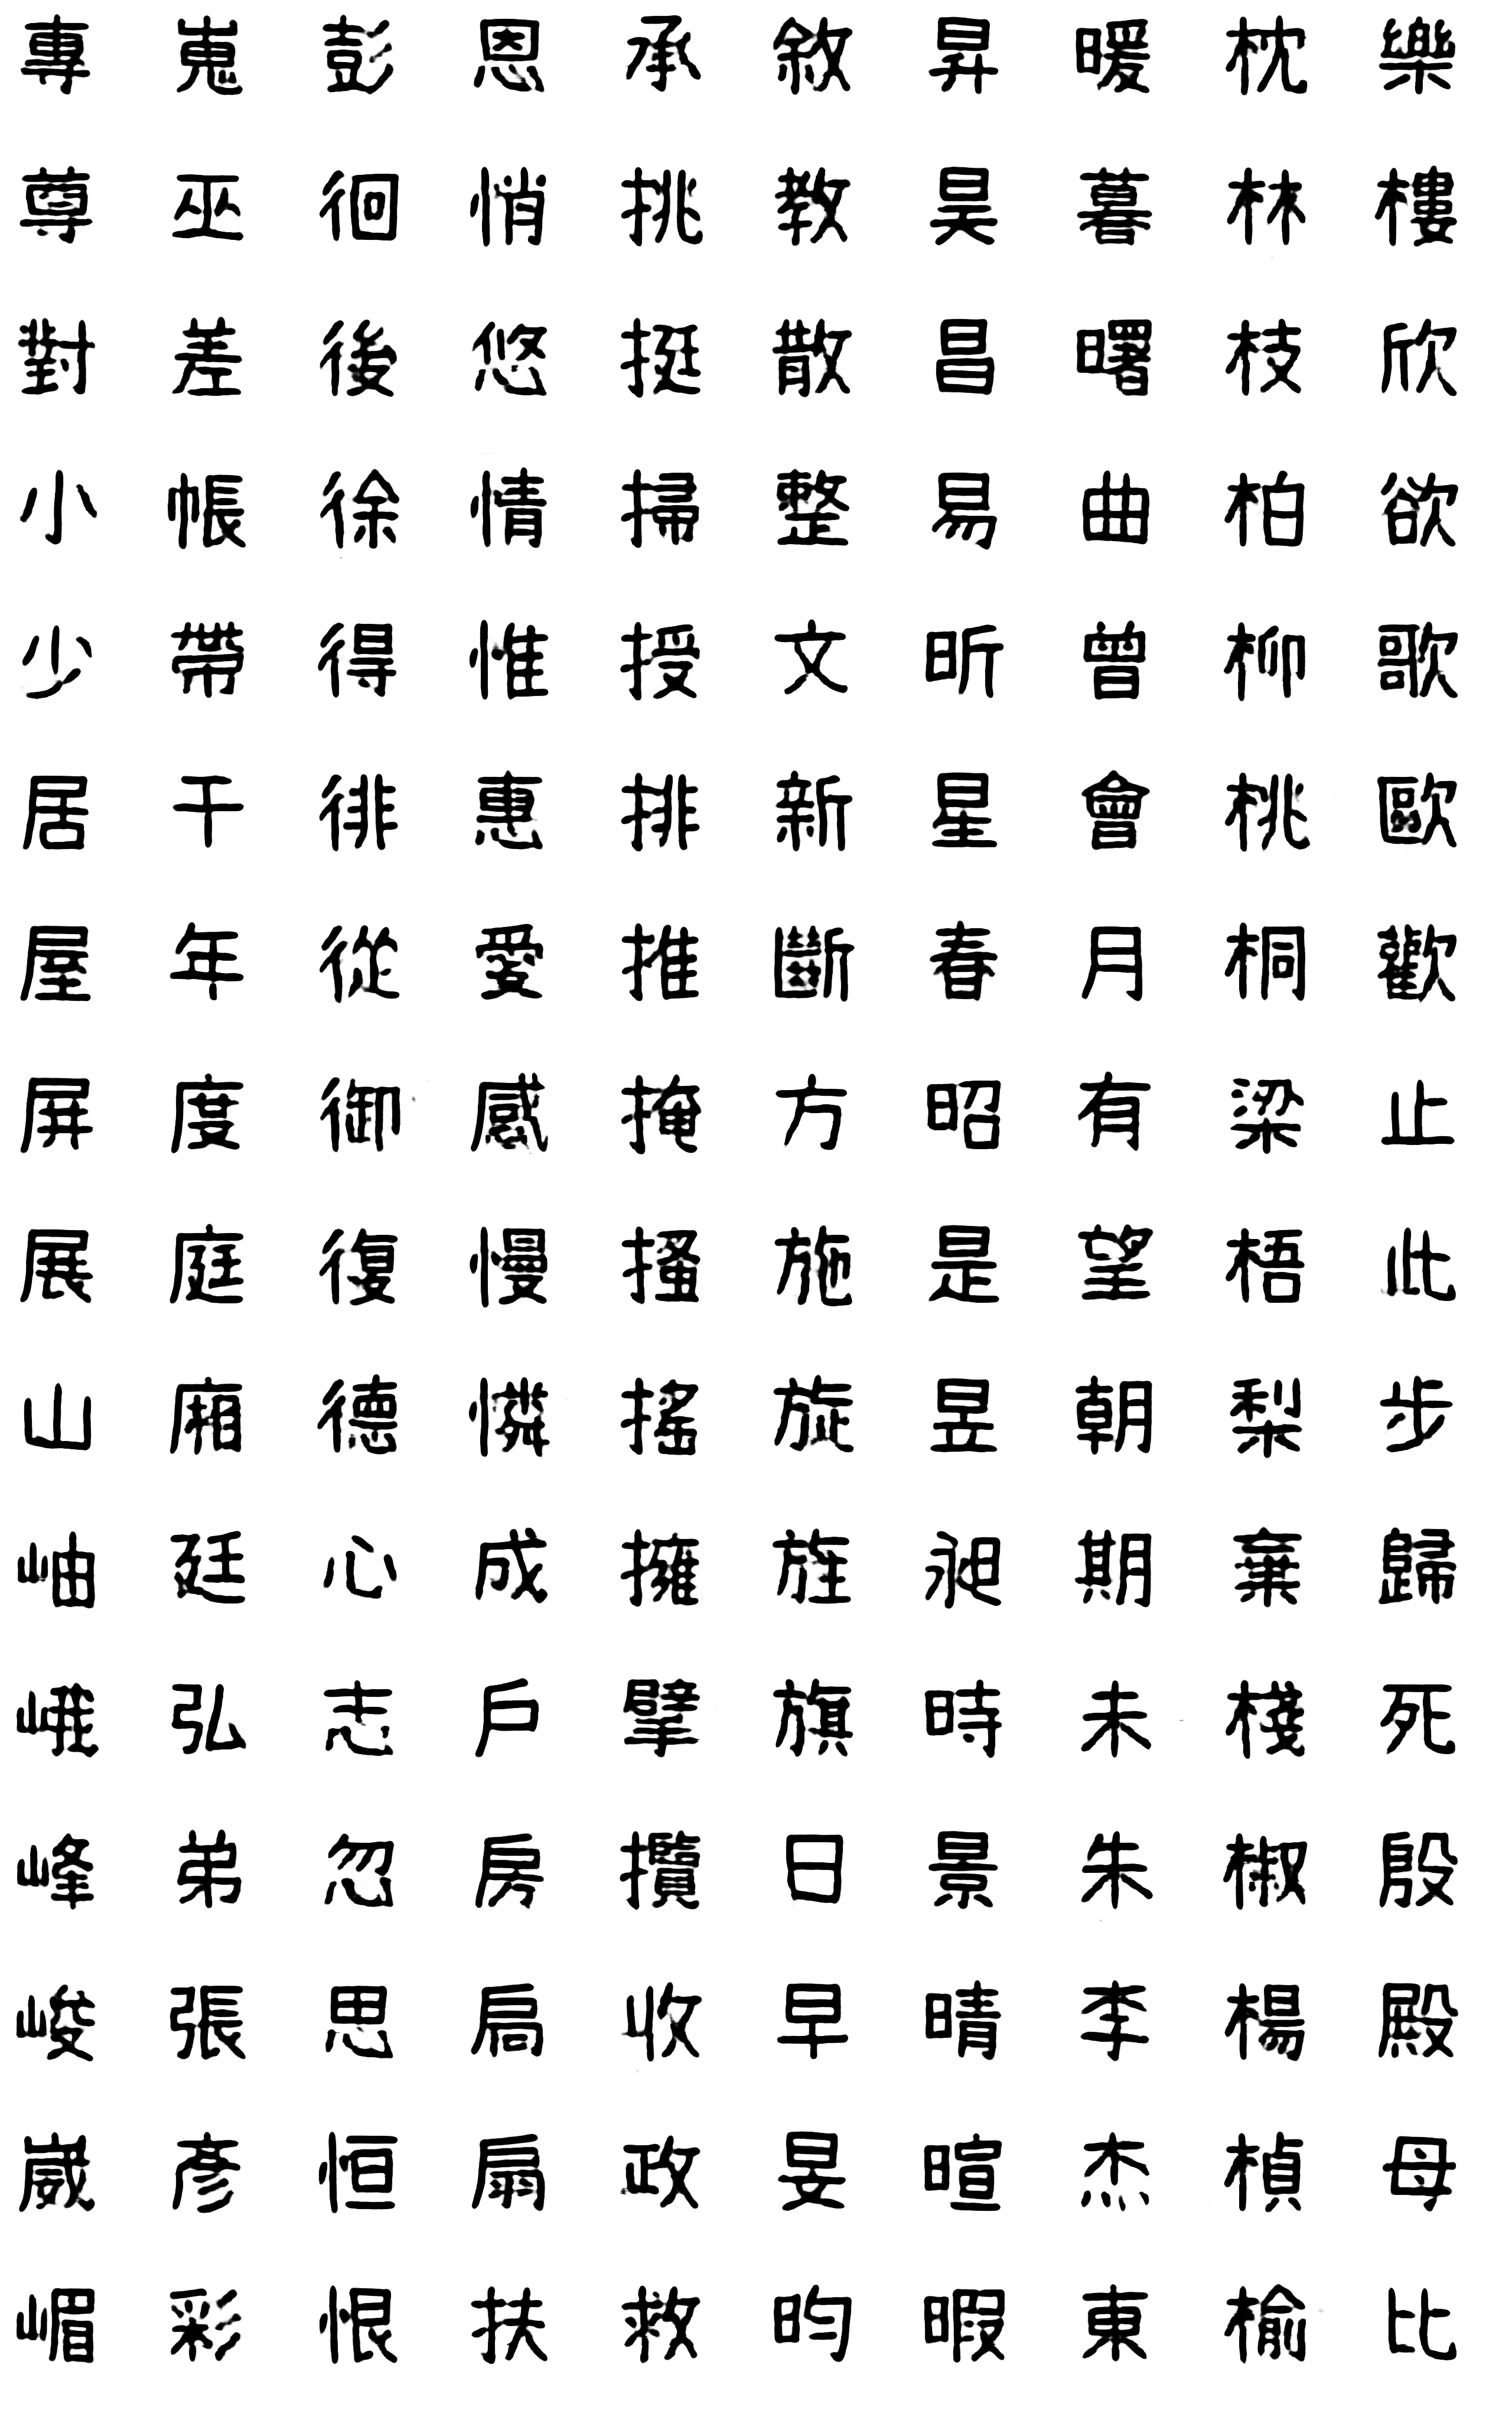 專嵬彭恩承敘昇暖枕樂
尊巫徊悄挑教昊暮林樓
對差後悠挺散昌曙枝欣
小帳徐情掃整易曲柏欲
少帶得惟授文昕曾柳歌
居干徘惠排新星會桃歐
屋年從愛推斷春月桐歡
屏度御感掩方昭有梁止
展庭復慢搔施是望梧此
山廂德憐搖旋昱朝梨步
岫廷心成擁旌昶期棄歸
峨弘志戶擘旗時未棧死
峰弟忽房攬日景朱椒殷
峻張思扃收早晴李楊殿
崴彥恒扇政旻暄杰楨母
嵋彩恨扶救昀暇東榆比